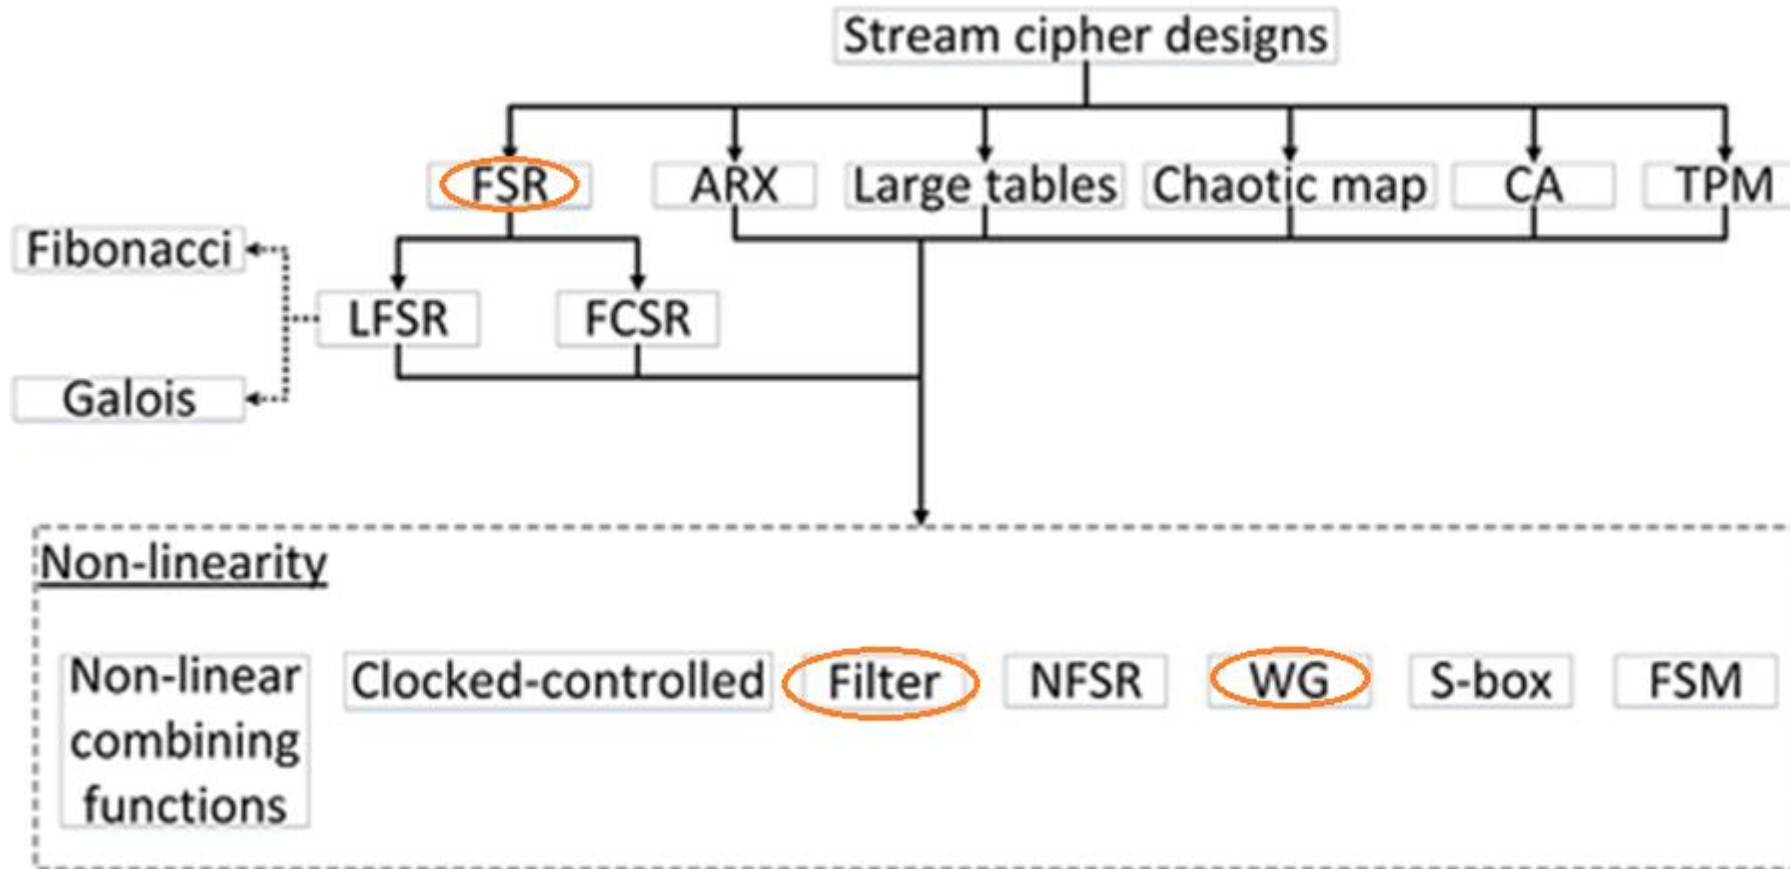 Stream cipher designs
FSR
ARX
Large tables
Chaotic map
CA
TPM
Fibonacci
LFSR
FCSR
Galois
Non-linearity
Non-linear
combining
functions
Clocked-controlled
Filter
NFSR
WG
S-box
FSM